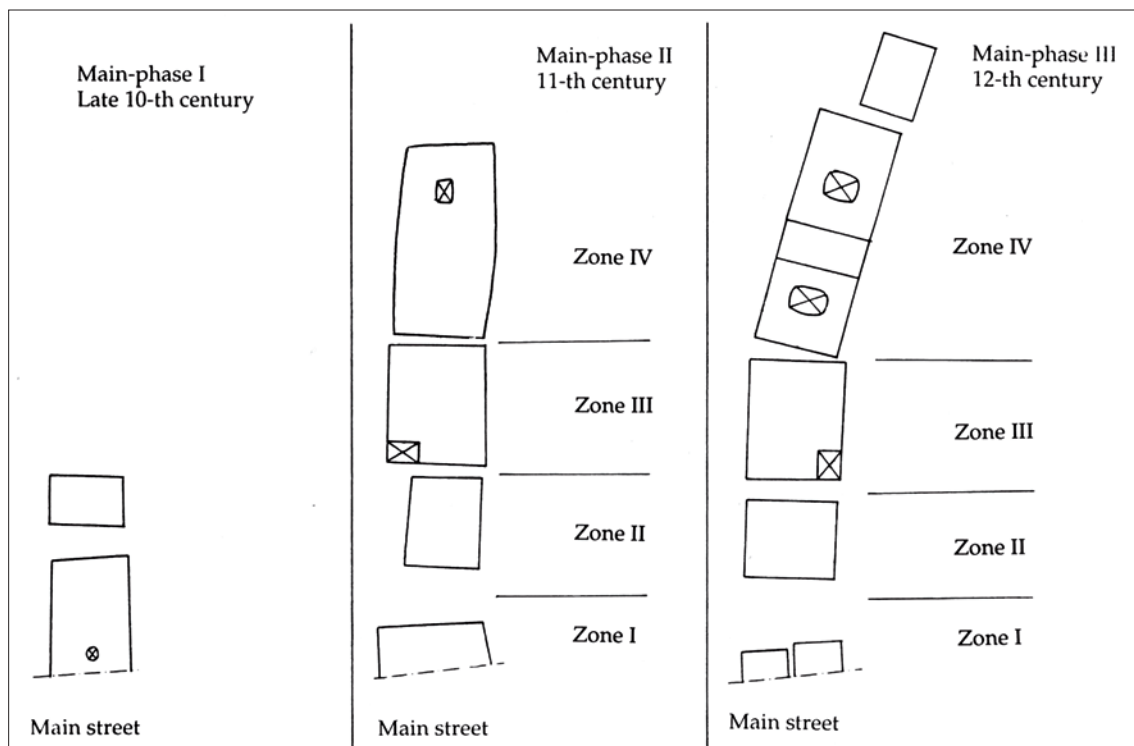 Main-phase I
Late 10-th century
Main street
Main-phase II
11-th century
Zone IV
Zone III
Zone II
Zone I
Main street
Main-phase III
12-th century
Zone IV
Zone III
Zone II
Zone I
Main street